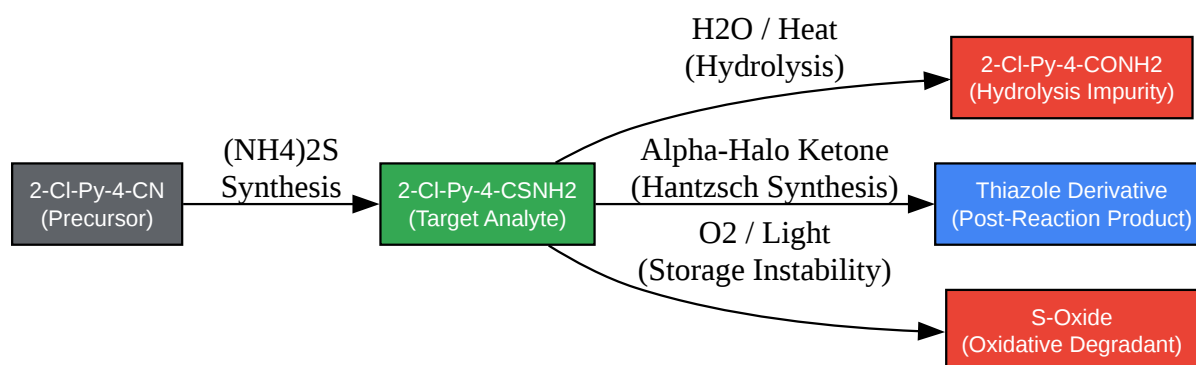 2-Cl-Py-4-CN
(Precursor)
(NH4)2S
Synthesis
2-Cl-Py-4-CSNH2
(Target Analyte)
H2O / Heat
(Hydrolysis)
2-Cl-Py-4-CONH2
(Hydrolysis Impurity)
Alpha-Halo Ketone
(Hantzsch Synthesis)
Thiazole Derivative
(Post-Reaction Product)
O2 / Light
(Storage Instability)
S-Oxide
(Oxidative Degradant)